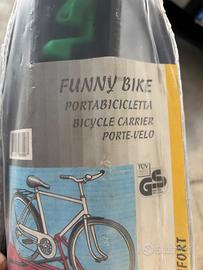 FUNNY BIKE
PORTABICICLETTA
BICYCLE CARRIER
PORTE-VELO
TÜV
GS
FORT